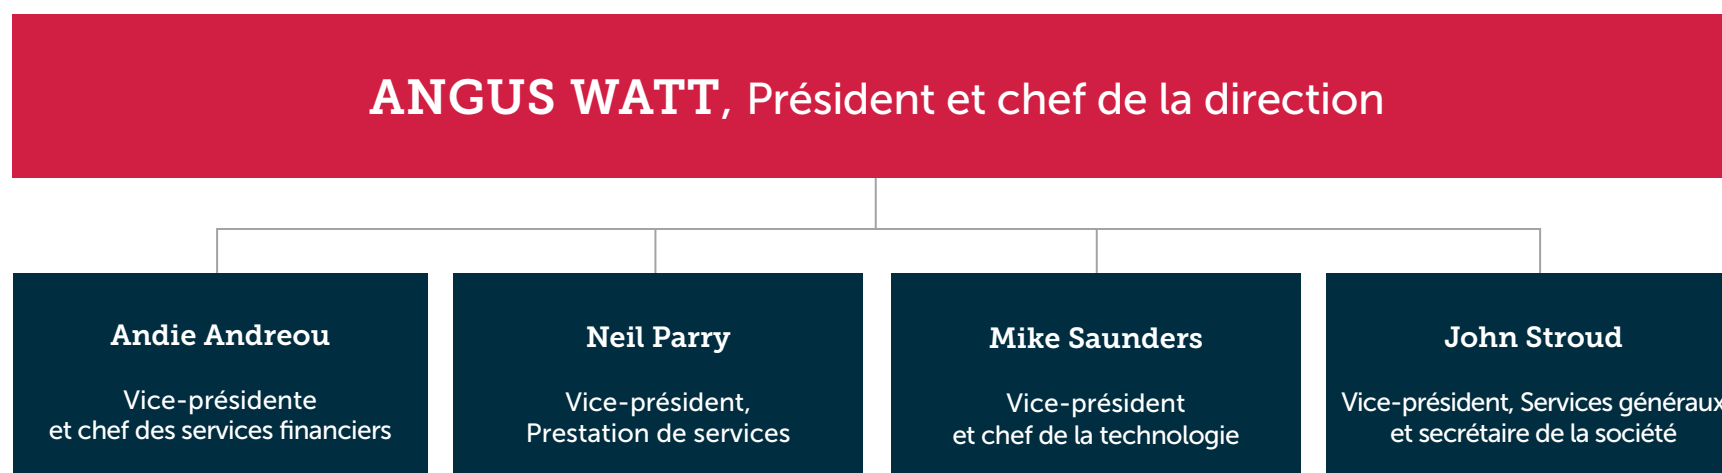 ANGUS WATT, Président et chef de la direction
Andie Andreou
Vice-présidente
et chef des services financiers
Neil Parry
Vice-président,
Prestation de services
Mike Saunders
Vice-président
et chef de la technologie
John Stroud
Vice-président, Services généraux
et secrétaire de la société